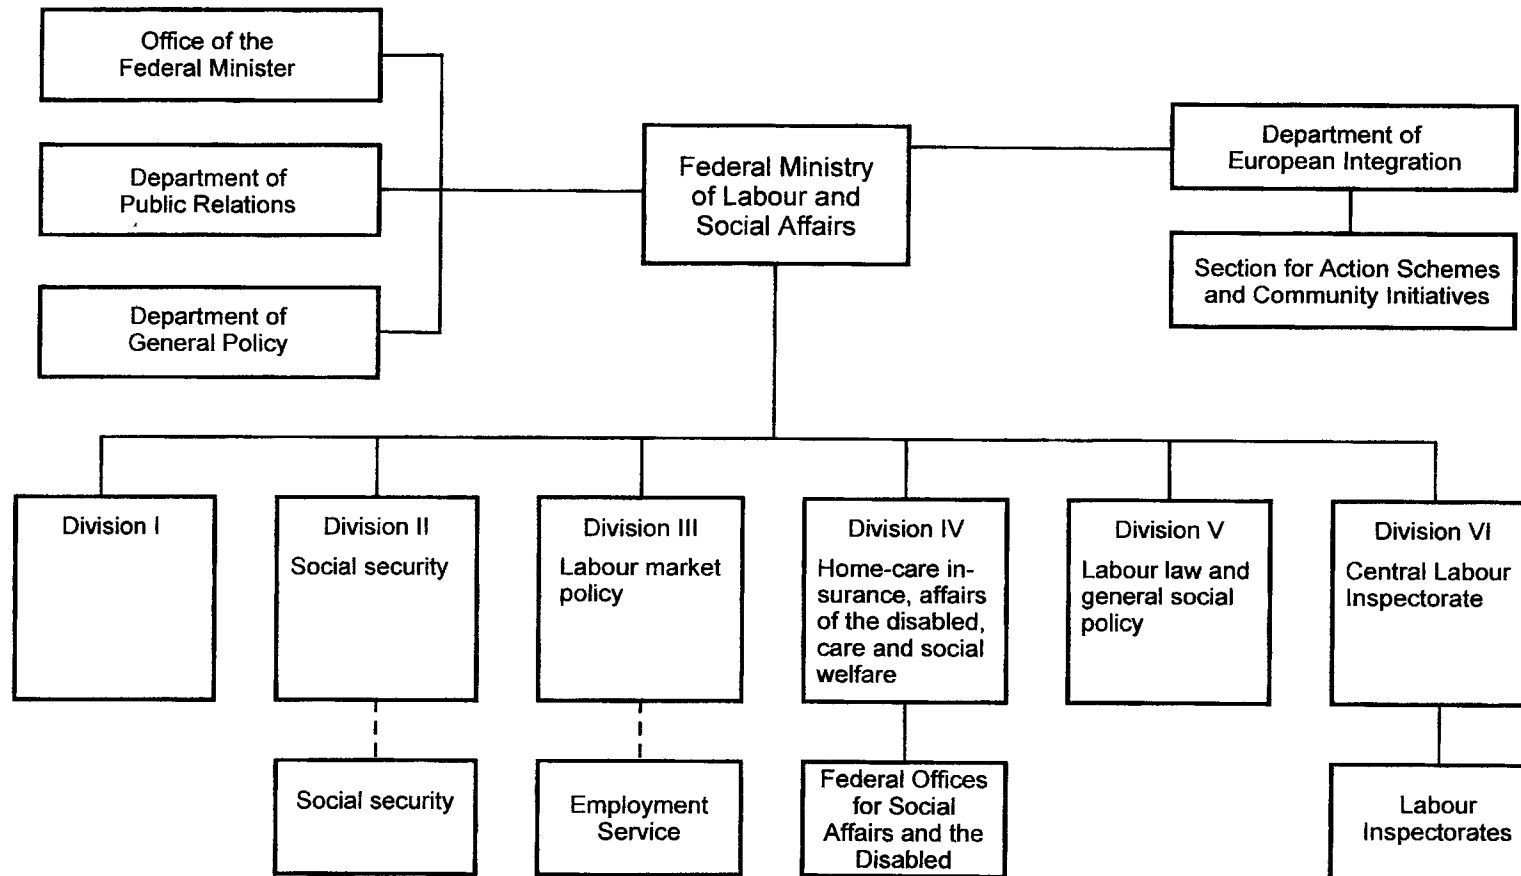 Office of the
Federal Minister
Department of
Public Relations
Department of
General Policy
Federal Ministry
of Labour and
Social Affairs
Department of
European Integration
Section for Action Schemes
and Community Initiatives
Division I
Division II
Social security
Division III
Labour market
policy
Division IV
Home-care in-
surance, affairs
of the disabled,
care and social
welfare
Division V
Labour law and
general social
policy
Division VI
Central Labour
Inspectorate
Social security
Employment
Service
Federal Offices
for Social
Affairs and the
Disabled
Labour
Inspectorates